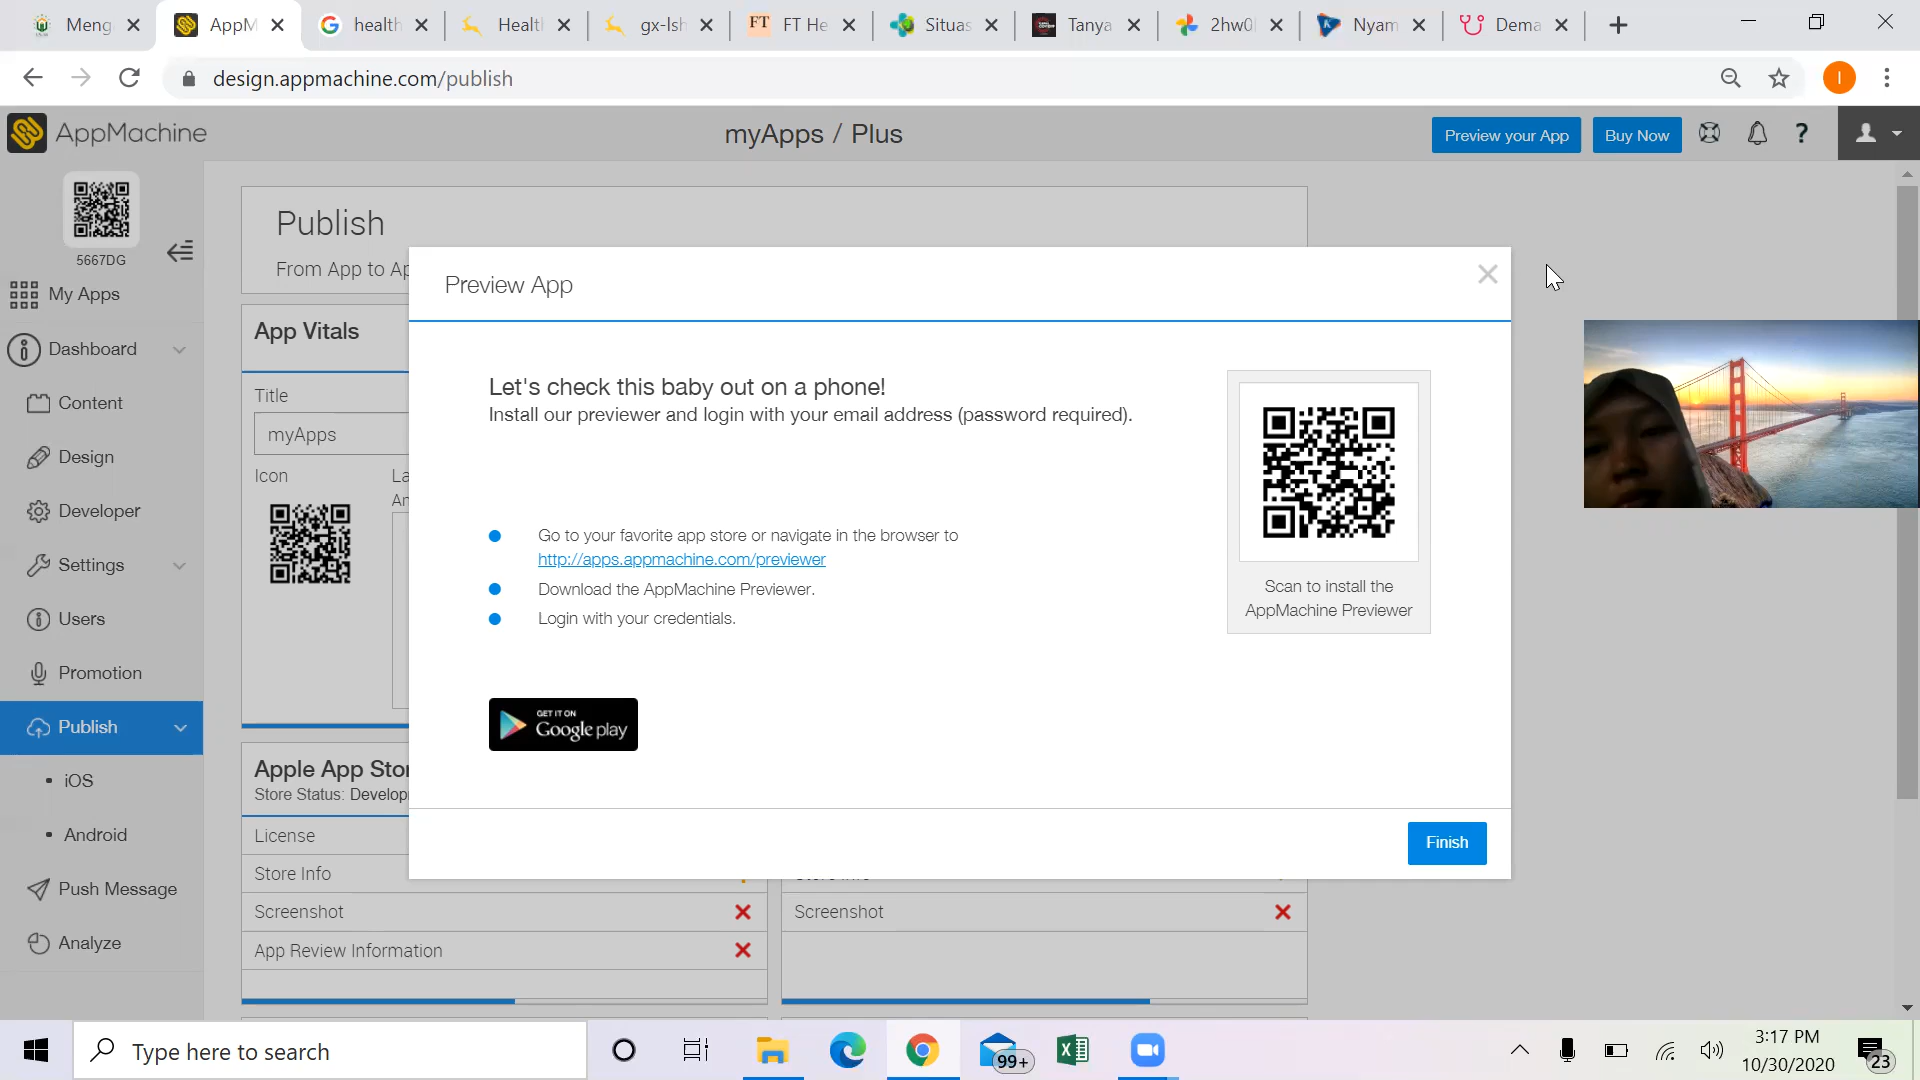 Meng
AppM
health
Healtl
gx-lsh
FT He
Situas
Tanya
2hw0
Nyam
Dema
design.appmachine.com/publish
AppMachine
myApps / Plus
Preview your App
Buy Now
5667DG
My Apps
Dashboard
Content
Design
Developer
Settings
Users
Promotion
Publish
iOS
Android
Push Message
Analyze
Publish
From App to Ap
App Vitals
Title
myApps
Icon
La
An
Preview App
Let's check this baby out on a phone!
Install our previewer and login with your email address (password required).
Go to your favorite app store or navigate in the browser to
http://apps.appmachine.com/previewer
Download the AppMachine Previewer.
Login with your credentials.
Scan to install the
AppMachine Previewer
GET IT ON
Google play
Finish
Apple App Stor
Store Status: Develop
License
Store Info
Screenshot
App Review Information
Screenshot
Type here to search
99+
3:17 PM
10/30/2020
23